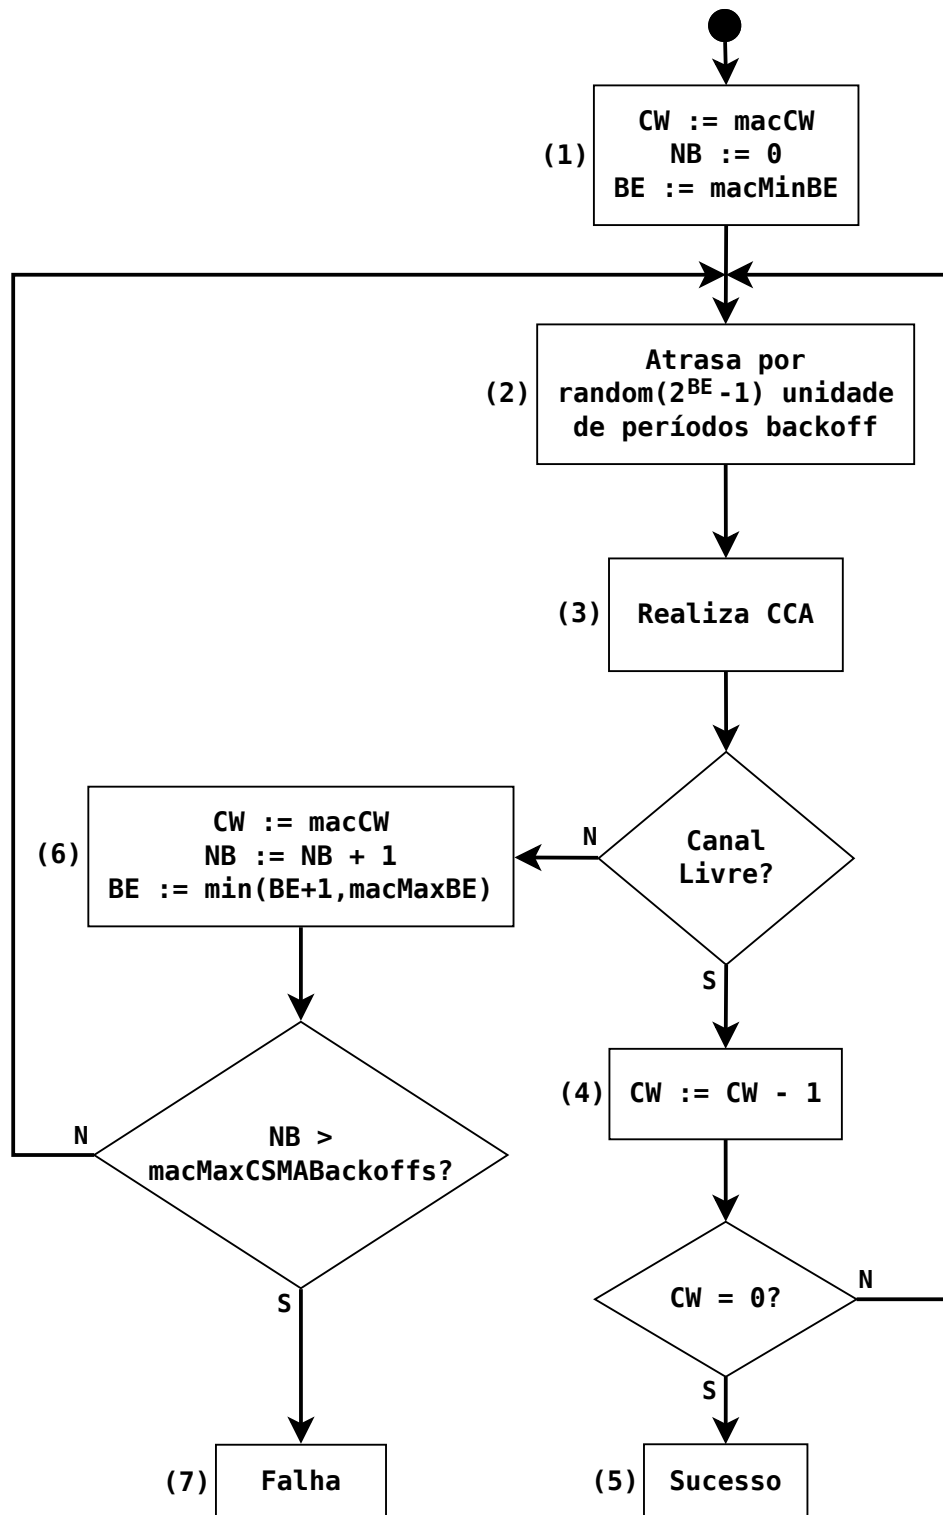 (1)
CW := macCW
NB := 0
BE := macMinBE
(2)
Atrasa por
random(2^BE-1) unidade
de períodos backoff
(3)
Realiza CCA
Canal
Livre?
N
S
(6)
CW := macCW
NB := NB + 1
BE := min(BE+1,macMaxBE)
(4)
CW := CW - 1
NB >
macMaxCSMABackoffs?
N
S
CW = 0?
N
S
(7)
Falha
(5)
Sucesso